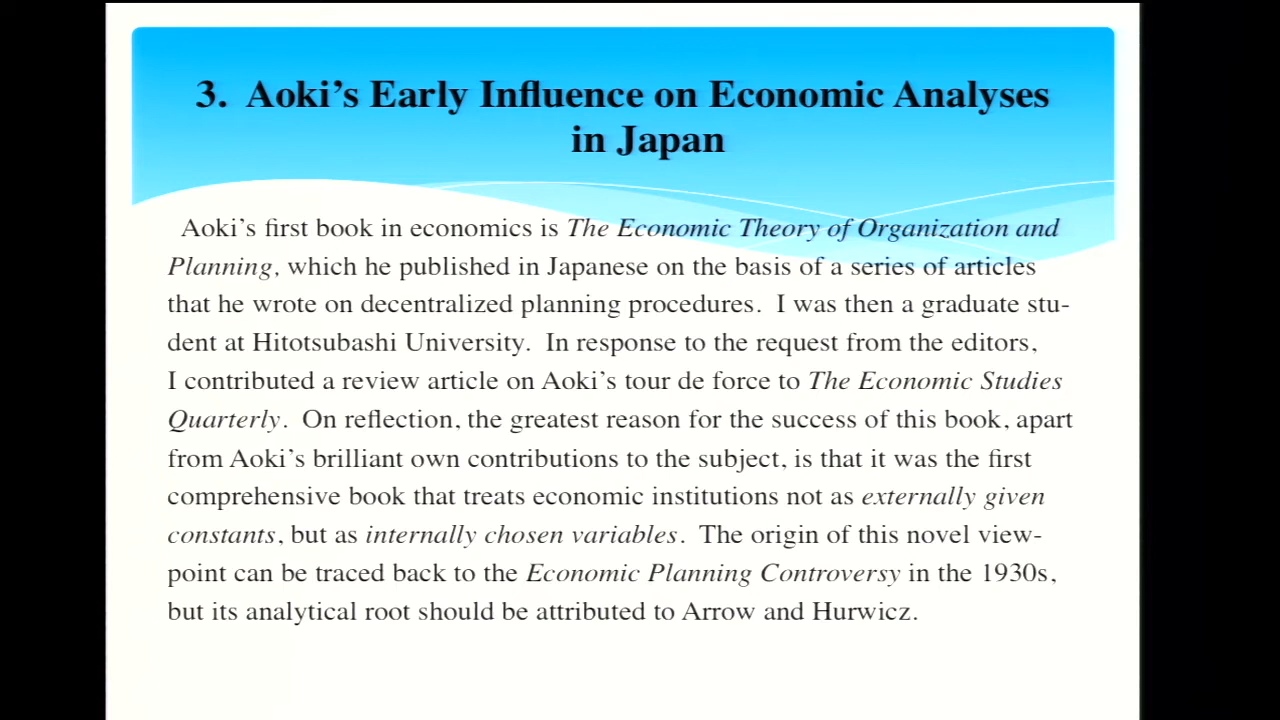 3. Aoki's Early Influence on Economic Analyses
in Japan
Aoki's first book in economics is The Economic Theory of Organization and
Planning, which he published in Japanese on the basis of a series of articles
that he wrote on decentralized planning procedures. I was then a graduate stu-
dent at Hitotsubashi University. In response to the request from the editors,
I contributed a review article on Aoki's tour de force to The Economic Studies
Quarterly. On reflection, the greatest reason for the success of this book, apart
from Aoki's brilliant own contributions to the subject, is that it was the first
comprehensive book that treats economic institutions not as externally given
constants, but as internally chosen variables. The origin of this novel view-
point can be traced back to the Economic Planning Controversy in the 1930s,
but its analytical root should be attributed to Arrow and Hurwicz.